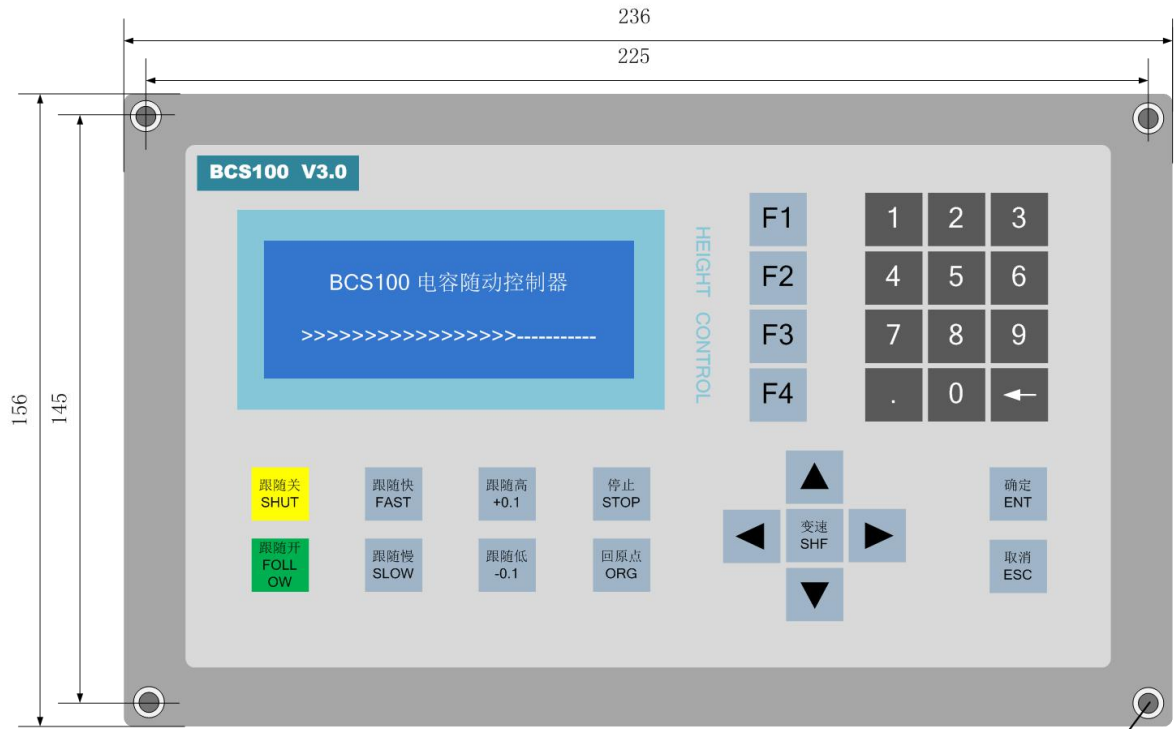 236
225
156
145
BCS100 V3.0
BCS100 电容随动控制器
>>>>>>>>>>>>>>>>>-----------
HEIGHT CONTROL
F1
F2
F3
F4
1 2 3
4 5 6
7 8 9
. 0 ←
跟随关
SHUT
跟随快
FAST
跟随高
+0.1
停止
STOP
跟随开
FOLL
OW
跟随慢
SLOW
跟随低
-0.1
回原点
ORG
▲
◀
变速
SHF
▶
▼
确定
ENT
取消
ESC